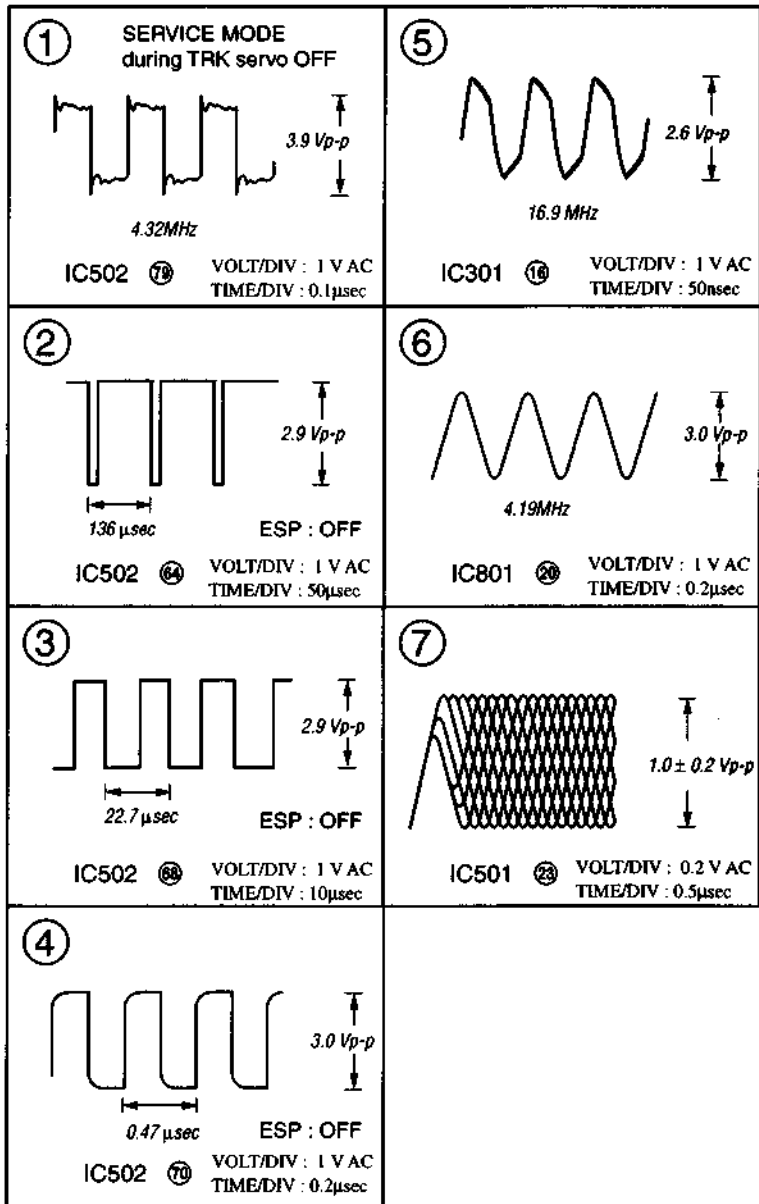 ①
SERVICE MODE
during TRK servo OFF
3.9 Vp-p
4.32MHz
IC502 ㊆㊈
VOLT/DIV : 1 V AC
TIME/DIV : 0.1µsec
②
2.9 Vp-p
136 µsec
ESP : OFF
IC502 64
VOLT/DIV : 1 V AC
TIME/DIV : 50µsec
③
2.9 Vp-p
22.7 µsec
ESP : OFF
IC502 68
VOLT/DIV : 1 V AC
TIME/DIV : 10µsec
④
3.0 Vp-p
0.47 µsec
ESP : OFF
IC502 70
VOLT/DIV : 1 V AC
TIME/DIV : 0.2µsec
⑤
2.6 Vp-p
16.9 MHz
IC301 ⑯
VOLT/DIV : 1 V AC
TIME/DIV : 50nsec
⑥
3.0 Vp-p
4.19MHz
IC801 ⑳
VOLT/DIV : 1 V AC
TIME/DIV : 0.2µsec
⑦
1.0 ± 0.2 Vp-p
IC501 ㉓
VOLT/DIV : 0.2 V AC
TIME/DIV : 0.5µsec